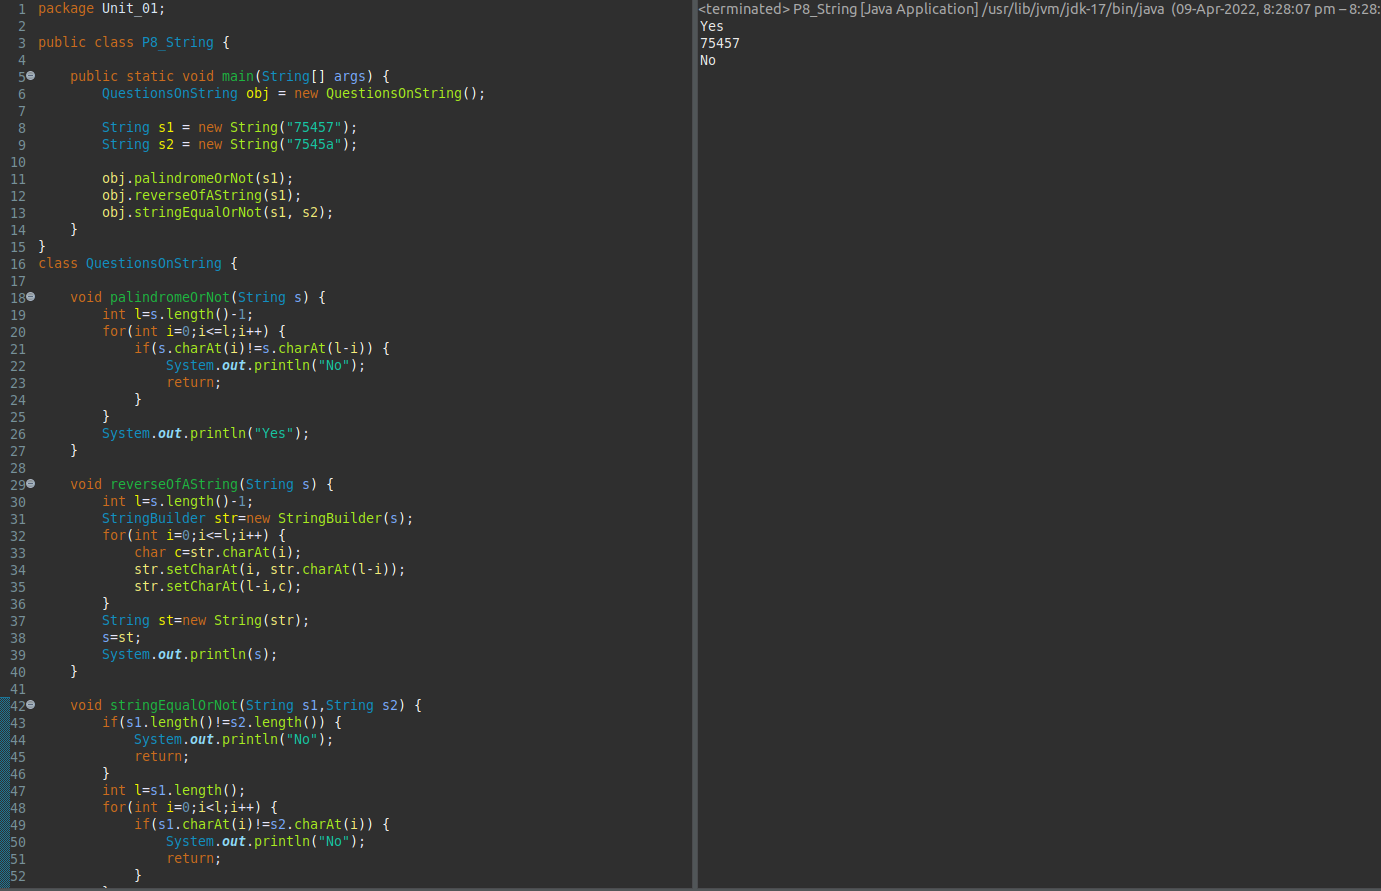 1 package Unit_01;
2
3 public class P8_String {
4
5 public static void main(String[] args) {
6 QuestionsOnString obj = new QuestionsOnString();
7
8 String s1 = new String("75457");
9 String s2 = new String("7545a");
10
11 obj.palindromeOrNot(s1);
12 obj.reverseOfAString(s1);
13 obj.stringEqualOrNot(s1, s2);
14 }
15 }
16 class QuestionsOnString {
17
18 void palindromeOrNot(String s) {
19 int l=s.length()-1;
20 for(int i=0;i<=l;i++) {
21 if(s.charAt(i)!=s.charAt(l-i)) {
22 System.out.println("No");
23 return;
24 }
25 }
26 System.out.println("Yes");
27 }
28
29 void reverseOfAString(String s) {
30 int l=s.length()-1;
31 StringBuilder str=new StringBuilder(s);
32 for(int i=0;i<=l;i++) {
33 char c=str.charAt(i);
34 str.setCharAt(i, str.charAt(l-i));
35 str.setCharAt(l-i,c);
36 }
37 String st=new String(str);
38 s=st;
39 System.out.println(s);
40 }
41
42 void stringEqualOrNot(String s1,String s2) {
43 if(s1.length()!=s2.length()) {
44 System.out.println("No");
45 return;
46 }
47 int l=s1.length();
48 for(int i=0;i<l;i++) {
49 if(s1.charAt(i)!=s2.charAt(i)) {
50 System.out.println("No");
51 return;
52 }
<terminated> P8_String [Java Application] /usr/lib/jvm/jdk-17/bin/java (09-Apr-2022, 8:28:07 pm – 8:28:
Yes
75457
No